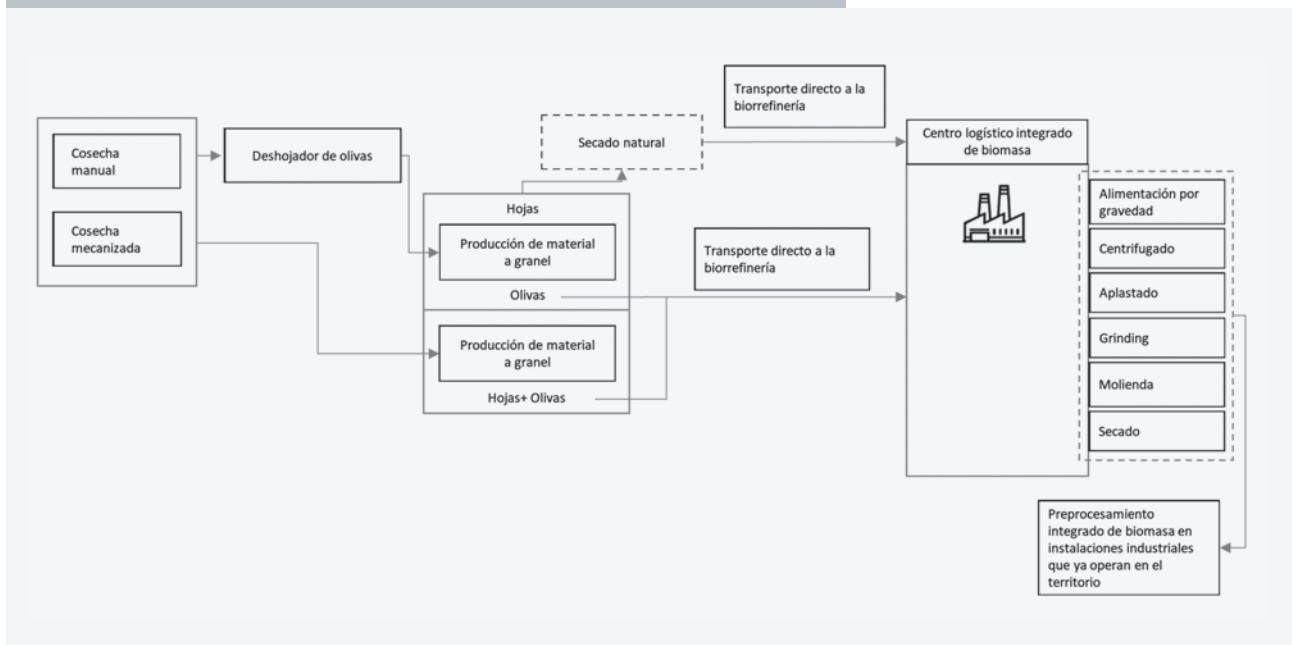 Cosecha
manual
Cosecha
mecanizada
Deshojador de olivas
Hojas
Producción de material
a granel
Olivas
Producción de material
a granel
Hojas+ Olivas
Secado natural
Transporte directo a la
biorrefinería
Transporte directo a la
biorrefinería
Centro logístico integrado
de biomasa
Alimentación por
gravedad
Centrifugado
Aplastado
Grinding
Molienda
Secado
Preprocesamiento
integrado de biomasa en
instalaciones industriales
que ya operan en el
territorio